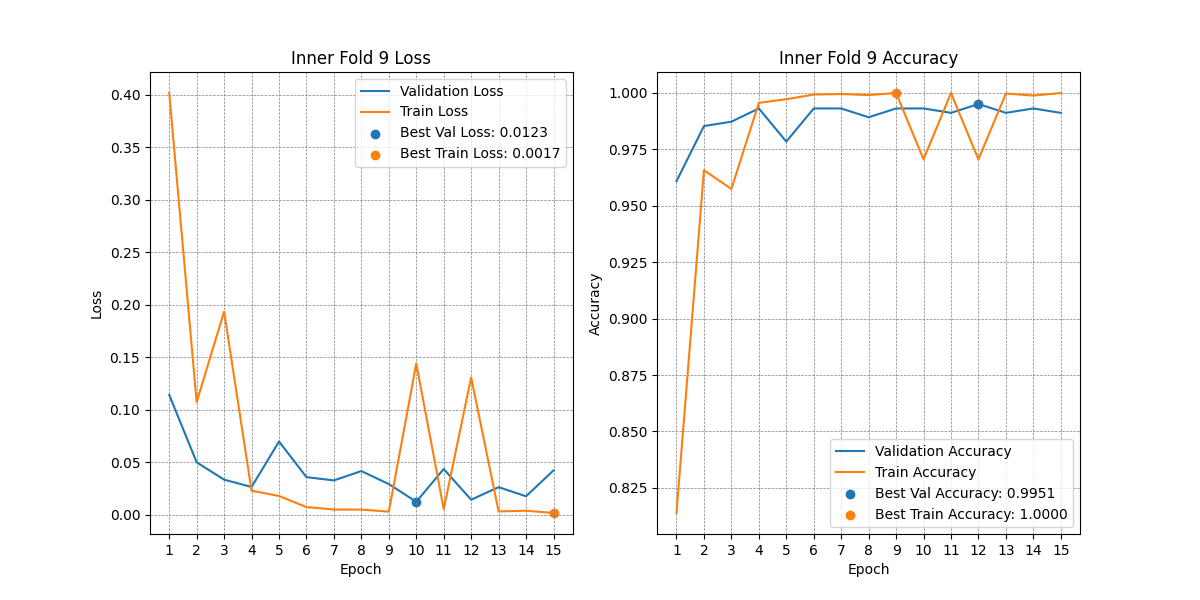 Inner Fold 9 Loss
Validation Loss
Train Loss
Best Val Loss: 0.0123
Best Train Loss: 0.0017
0.40
0.35
0.30
0.25
0.20
0.15
0.10
0.05
0.00
Loss
1 2 3 4 5 6 7 8 9 10 11 12 13 14 15
Epoch
Inner Fold 9 Accuracy
1.000
0.975
0.950
0.925
0.900
0.875
0.850
0.825
Accuracy
Validation Accuracy
Train Accuracy
Best Val Accuracy: 0.9951
Best Train Accuracy: 1.0000
1 2 3 4 5 6 7 8 9 10 11 12 13 14 15
Epoch